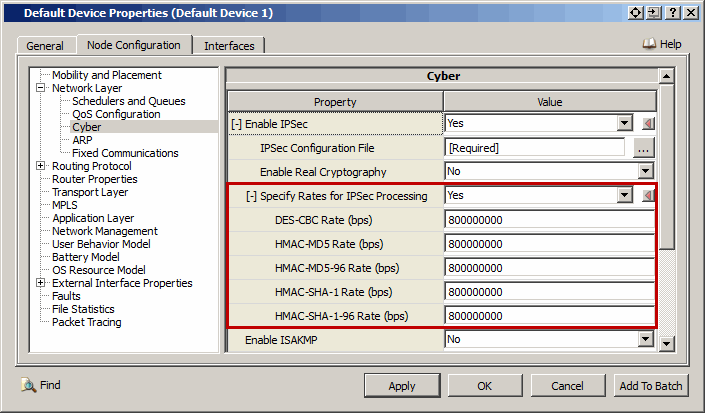 Default Device Properties (Default Device 1)
General
Node Configuration
Interfaces
Help
Mobility and Placement
Network Layer
Schedulers and Queues
QoS Configuration
Cyber
ARP
Fixed Communications
Routing Protocol
Router Properties
Transport Layer
MPLS
Application Layer
Network Management
User Behavior Model
Battery Model
OS Resource Model
External Interface Properties
Faults
File Statistics
Packet Tracing
Cyber
Property Value
[-] Enable IPSec Yes
IPSec Configuration File [Required] ...
Enable Real Cryptography No
[-] Specify Rates for IPSec Processing Yes
DES-CBC Rate (bps) 800000000
HMAC-MD5 Rate (bps) 800000000
HMAC-MD5-96 Rate (bps) 800000000
HMAC-SHA-1 Rate (bps) 800000000
HMAC-SHA-1-96 Rate (bps) 800000000
Enable ISAKMP No
Find
Apply
OK
Cancel
Add To Batch